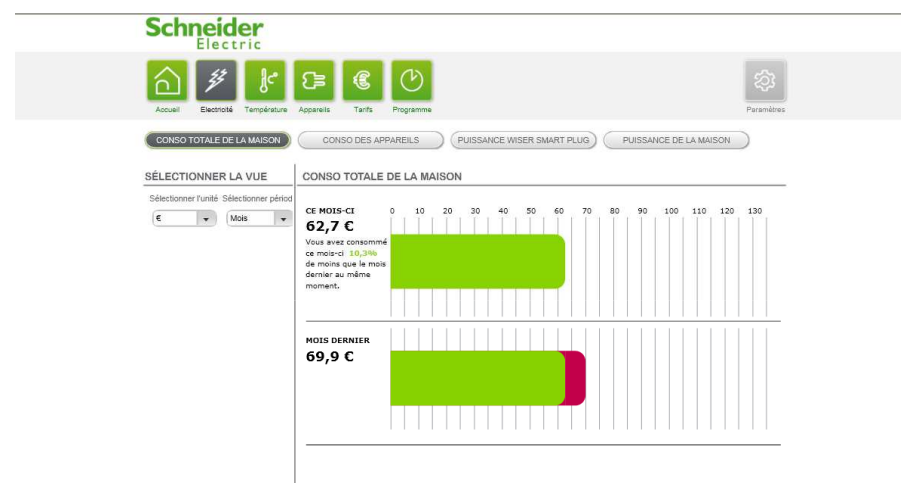 Schneider
Electric
Accueil Electricité Température Appareils Tarifs Programme Paramètres
CONSO TOTALE DE LA MAISON CONSO DES APPAREILS PUISSANCE WISER SMART PLUG PUISSANCE DE LA MAISON
SÉLECTIONNER LA VUE CONSO TOTALE DE LA MAISON
Sélectionner l'unité Sélectionner périod
€ Mois
CE MOIS-CI 0 10 20 30 40 50 60 70 80 90 100 110 120 130
62,7 €
Vous avez consommé
ce mois-ci 10,3%
de moins que le mois
dernier au même
moment.
MOIS DERNIER
69,9 €